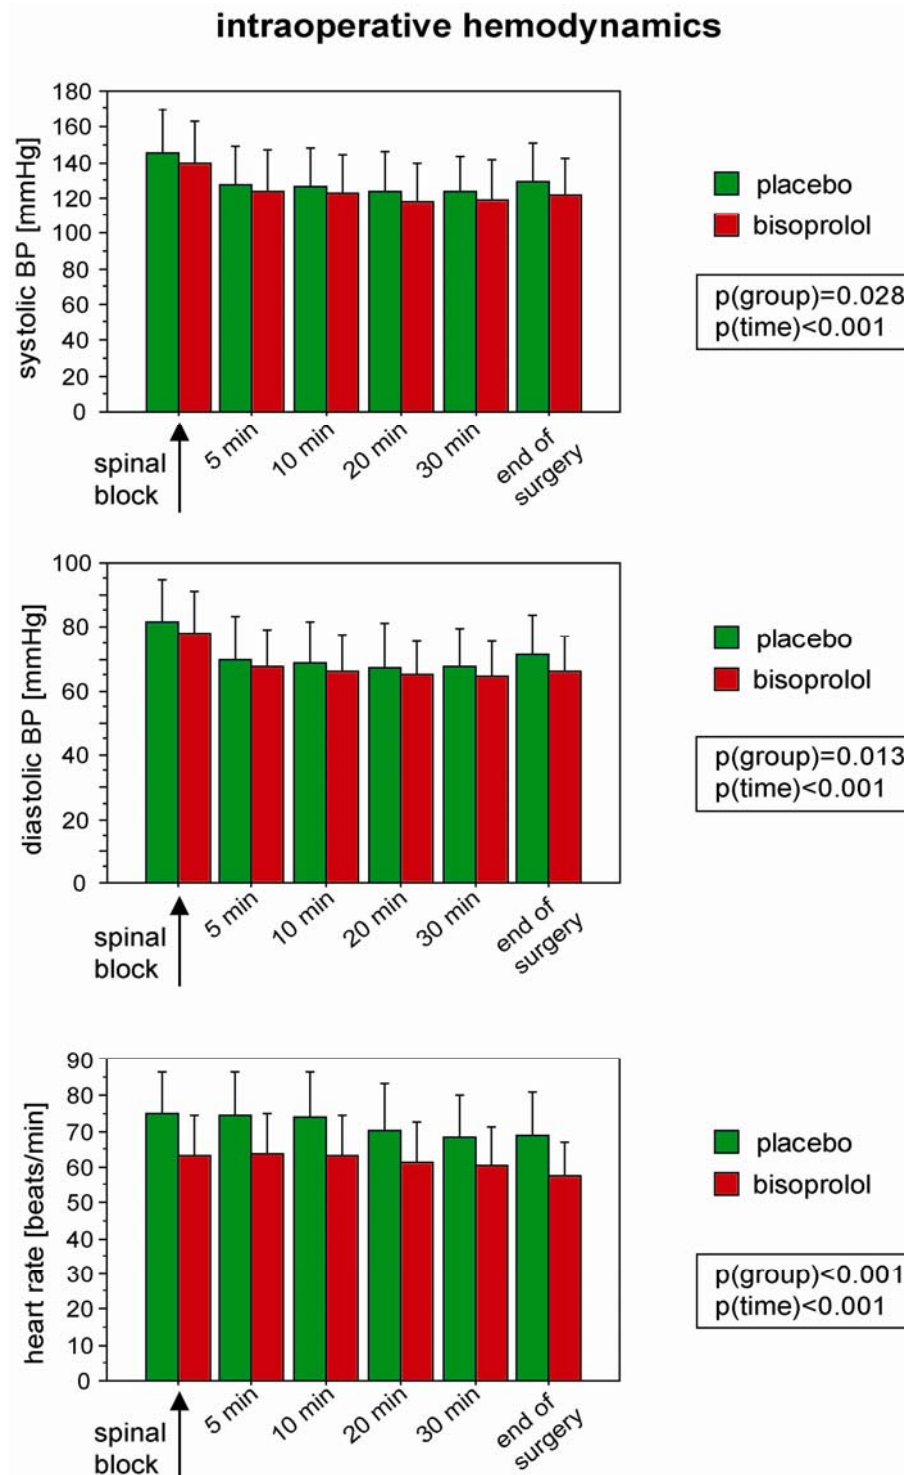 intraoperative hemodynamics
systolic BP [mmHg]
180
160
140
120
100
80
60
40
20
0
spinal
block
5 min
10 min
20 min
30 min
end of
surgery
placebo
bisoprolol
p(group)=0.028
p(time)<0.001
diastolic BP [mmHg]
100
80
60
40
20
0
spinal
block
5 min
10 min
20 min
30 min
end of
surgery
placebo
bisoprolol
p(group)=0.013
p(time)<0.001
heart rate [beats/min]
90
80
70
60
50
40
30
20
10
0
spinal
block
5 min
10 min
20 min
30 min
end of
surgery
placebo
bisoprolol
p(group)<0.001
p(time)<0.001